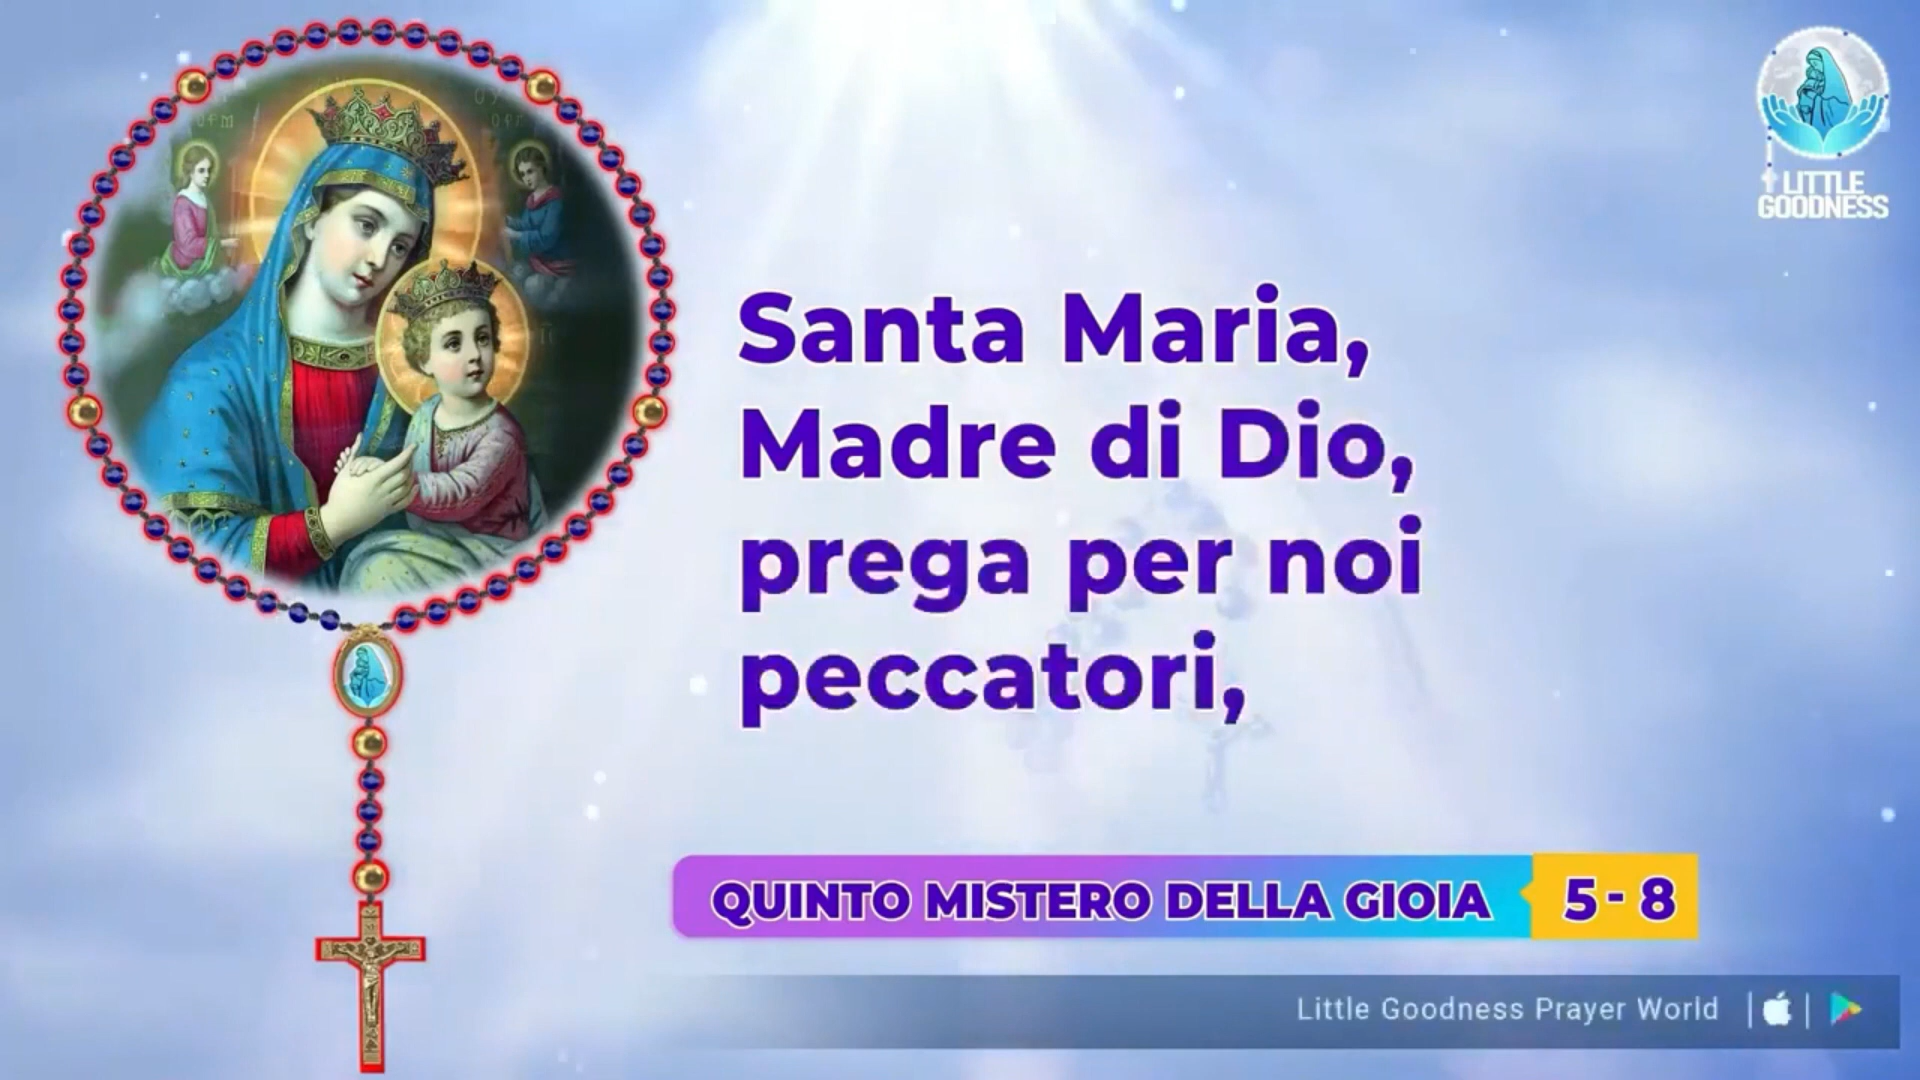 LITTLE
GOODNESS
Santa Maria,
Madre di Dio,
prega per noi
peccatori,
QUINTO MISTERO DELLA GIOIA 5 - 8
Little Goodness Prayer World